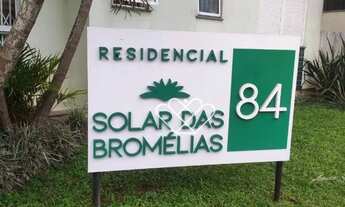 RESIDENCIAL
SOLAR DAS
BROMÉLIAS
84